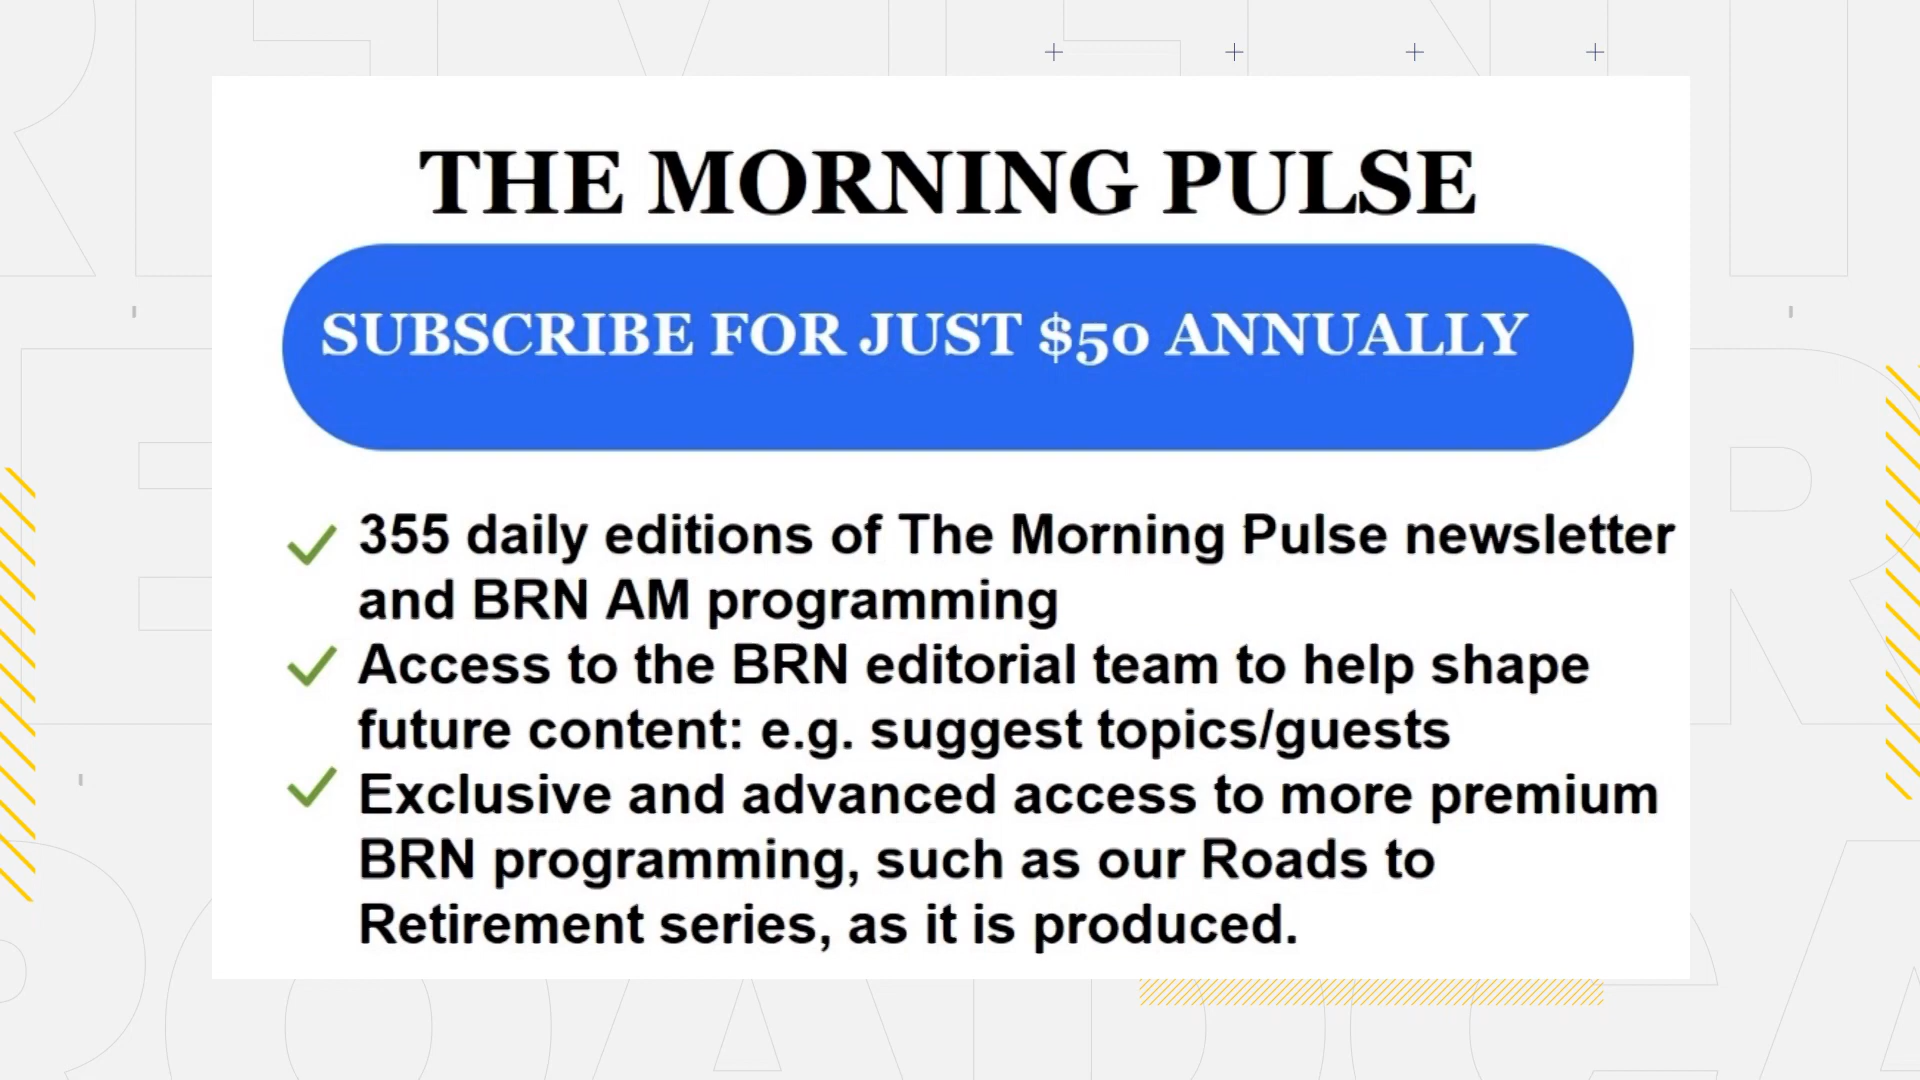 THE MORNING PULSE
SUBSCRIBE FOR JUST $50 ANNUALLY
355 daily editions of The Morning Pulse newsletter
and BRN AM programming
Access to the BRN editorial team to help shape
future content: e.g. suggest topics/guests
Exclusive and advanced access to more premium
BRN programming, such as our Roads to
Retirement series, as it is produced.